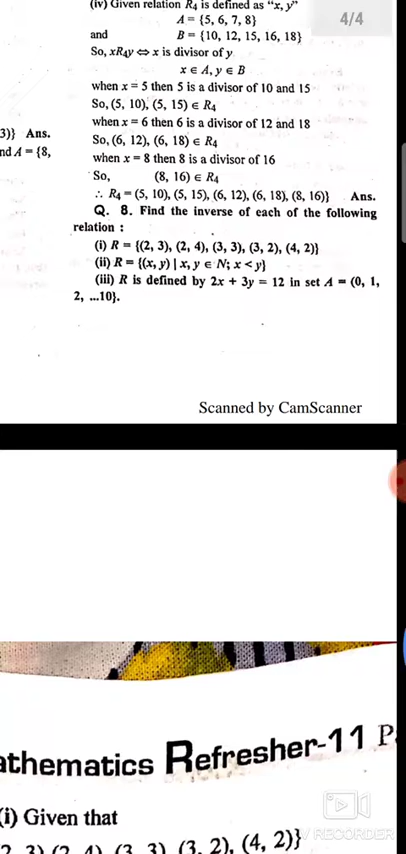 (iv) Given relation R₄ is defined as “x, y”
4/4
A = {5, 6, 7, 8}
and B = {10, 12, 15, 16, 18}
So, xR₄y ⇔ x is divisor of y
x ∈ A, y ∈ B
when x = 5 then 5 is a divisor of 10 and 15
So, (5, 10), (5, 15) ∈ R₄
when x = 6 then 6 is a divisor of 12 and 18
3)} Ans.
So, (6, 12), (6, 18) ∈ R₄
nd A = {8,
when x = 8 then 8 is a divisor of 16
So, (8, 16) ∈ R₄
∴ R₄ = (5, 10), (5, 15), (6, 12), (6, 18), (8, 16)} Ans.
Q. 8. Find the inverse of each of the following
relation :
(i) R = {(2, 3), (2, 4), (3, 3), (3, 2), (4, 2)}
(ii) R = {(x, y) | x, y ∈ N; x < y}
(iii) R is defined by 2x + 3y = 12 in set A = (0, 1,
2, ...10}.
Scanned by CamScanner
athematics Refresher-11 P
(i) Given that
2, 3) (2, 4), (3, 3), (3, 2), (4, 2)}
RECORDER